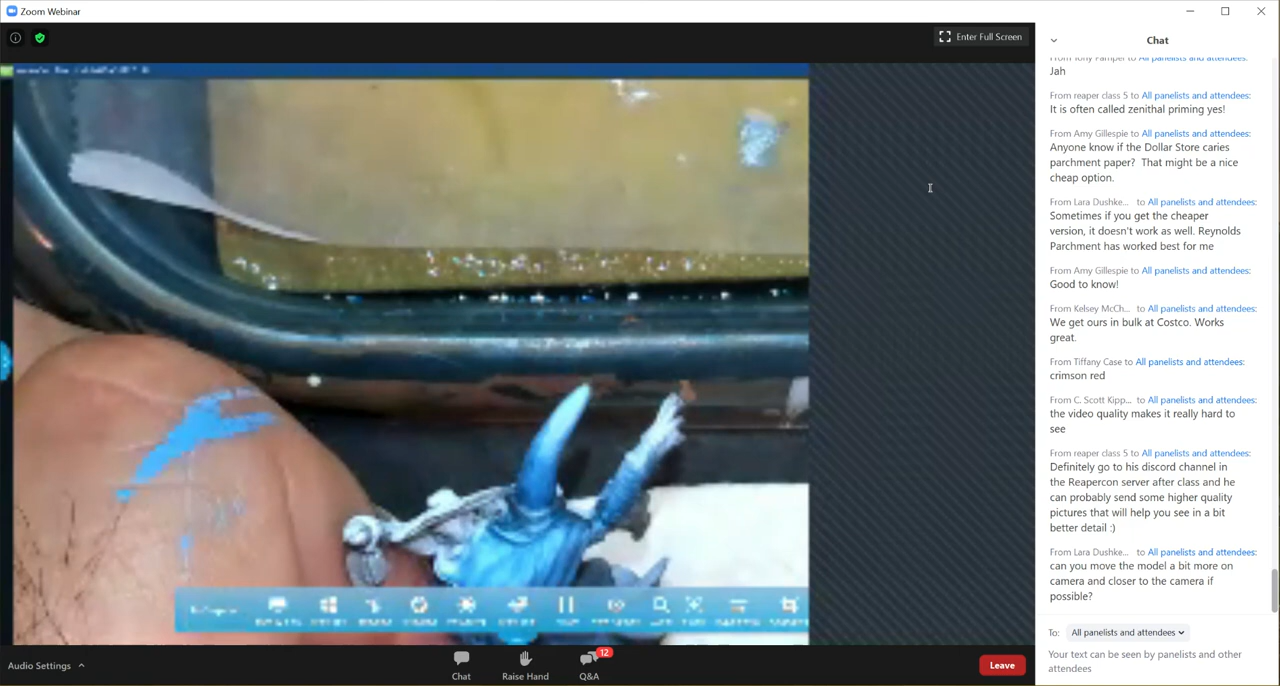 Zoom Webinar
Enter Full Screen
Chat
From Tony Pamper to All panelists and attendees:
Jah
From reaper class 5 to All panelists and attendees:
It is often called zenithal priming yes!
From Amy Gillespie to All panelists and attendees:
Anyone know if the Dollar Store caries
parchment paper?  That might be a nice
cheap option.
From Lara Dushke... to All panelists and attendees:
Sometimes if you get the cheaper
version, it doesn't work as well. Reynolds
Parchment has worked best for me
From Amy Gillespie to All panelists and attendees:
Good to know!
From Kelsey McCh... to All panelists and attendees:
We get ours in bulk at Costco. Works
great.
From Tiffany Case to All panelists and attendees:
crimson red
From C. Scott Kipp... to All panelists and attendees:
the video quality makes it really hard to
see
From reaper class 5 to All panelists and attendees:
Definitely go to his discord channel in
the Reapercon server after class and he
can probably send some higher quality
pictures that will help you see in a bit
better detail :)
From Lara Dushke... to All panelists and attendees:
can you move the model a bit more on
camera and closer to the camera if
possible?
To: All panelists and attendees
Your text can be seen by panelists and other
attendees
Audio Settings
Chat
Raise Hand
12
Q&A
Leave